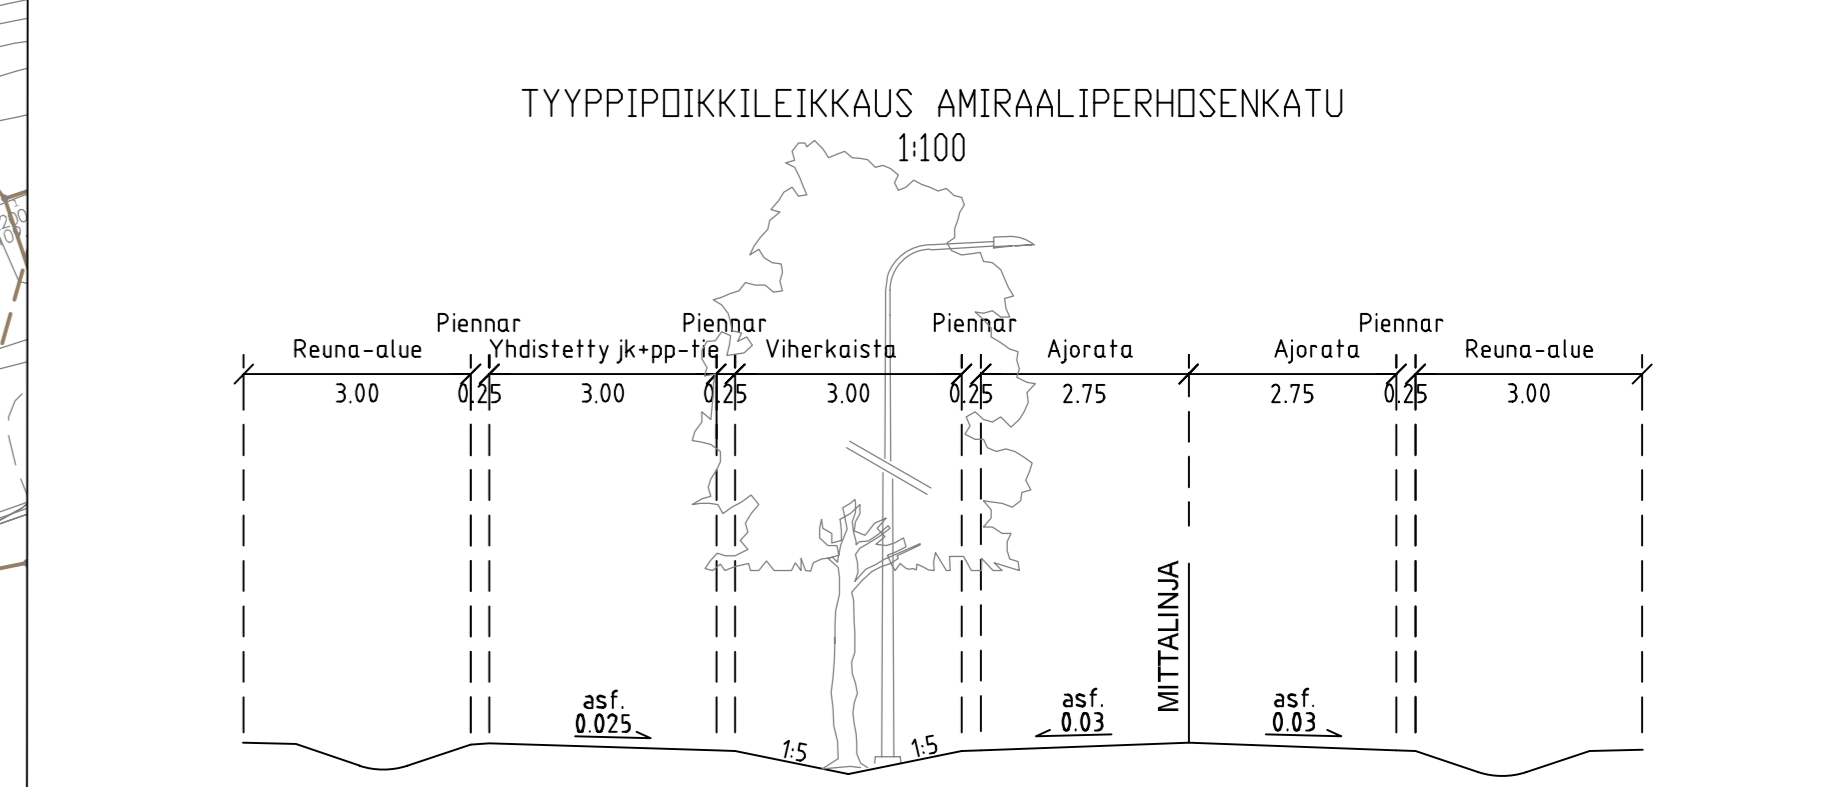 TYYPPIPOIKKILEIKKAUS AMIRAALIPERHOSENKATU
1:100
Piennar Piennar Piennar Piennar
Reuna-alue Yhdistetty jk+pp-tie Viherkaista Ajorata Ajorata Reuna-alue
3.00 0.25 3.00 0.25 3.00 0.25 2.75 2.75 0.25 3.00
MITTALINJA
asf. asf. asf.
0.025 0.03 0.03
1:5 1:5